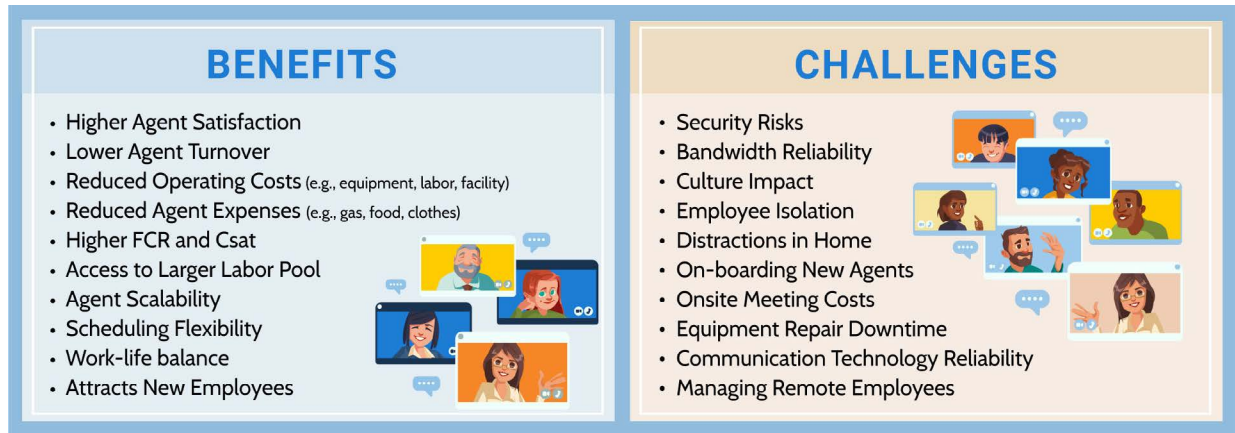 BENEFITS
• Higher Agent Satisfaction
• Lower Agent Turnover
• Reduced Operating Costs (e.g., equipment, labor, facility)
• Reduced Agent Expenses (e.g., gas, food, clothes)
• Higher FCR and Csat
• Access to Larger Labor Pool
• Agent Scalability
• Scheduling Flexibility
• Work-life balance
• Attracts New Employees
CHALLENGES
• Security Risks
• Bandwidth Reliability
• Culture Impact
• Employee Isolation
• Distractions in Home
• On-boarding New Agents
• Onsite Meeting Costs
• Equipment Repair Downtime
• Communication Technology Reliability
• Managing Remote Employees